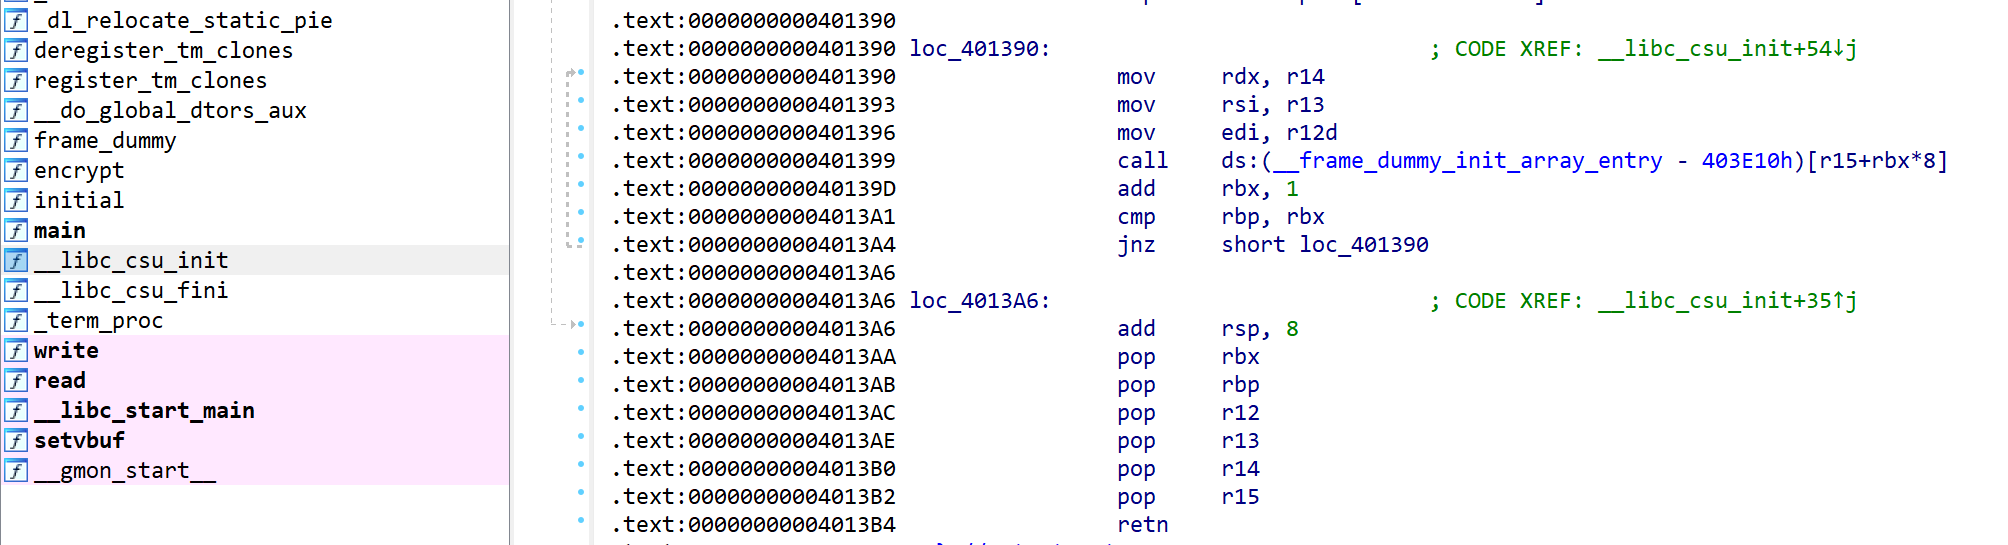 _dl_relocate_static_pie
deregister_tm_clones
register_tm_clones
__do_global_dtors_aux
frame_dummy
encrypt
initial
main
__libc_csu_init
__libc_csu_fini
_term_proc
write
read
__libc_start_main
setvbuf
__gmon_start__
.text:0000000000401390
.text:0000000000401390 loc_401390: ; CODE XREF: __libc_csu_init+54↓j
.text:0000000000401390 mov rdx, r14
.text:0000000000401393 mov rsi, r13
.text:0000000000401396 mov edi, r12d
.text:0000000000401399 call ds:(__frame_dummy_init_array_entry - 403E10h)[r15+rbx*8]
.text:000000000040139D add rbx, 1
.text:00000000004013A1 cmp rbp, rbx
.text:00000000004013A4 jnz short loc_401390
.text:00000000004013A6
.text:00000000004013A6 loc_4013A6: ; CODE XREF: __libc_csu_init+35↑j
.text:00000000004013A6 add rsp, 8
.text:00000000004013AA pop rbx
.text:00000000004013AB pop rbp
.text:00000000004013AC pop r12
.text:00000000004013AE pop r13
.text:00000000004013B0 pop r14
.text:00000000004013B2 pop r15
.text:00000000004013B4 retn